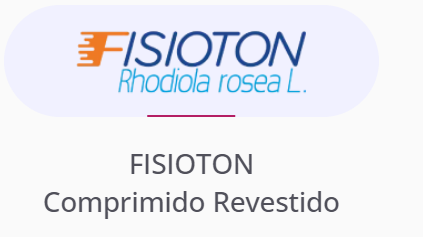 FISIOTON
Rhodiola rosea L.
FISIOTON
Comprimido Revestido